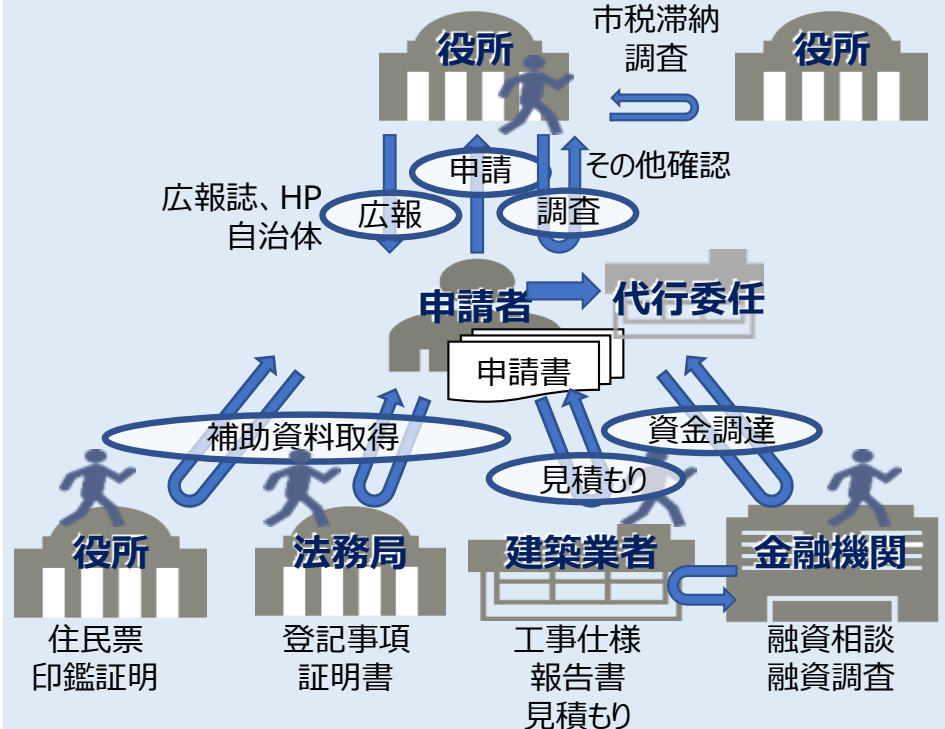 役所
市税滞納
調査
役所
申請
その他確認
広報誌、HP
自治体
広報
調査
申請者
代行委任
申請書
補助資料取得
資金調達
見積もり
役所
法務局
建築業者
金融機関
住民票
印鑑証明
登記事項
証明書
工事仕様
報告書
見積もり
融資相談
融資調査